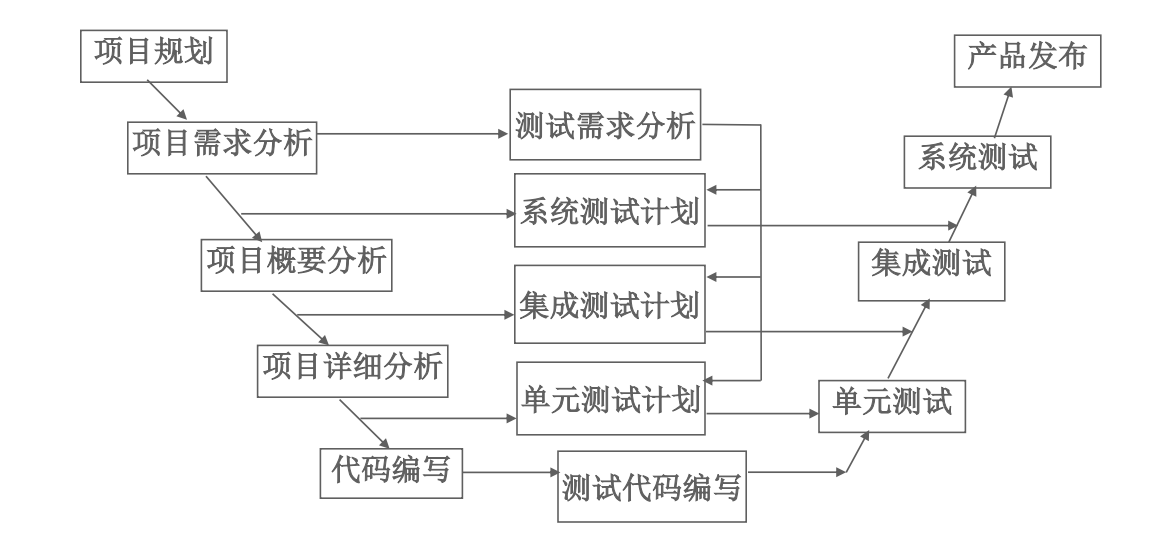 项目规划
产品发布
项目需求分析
测试需求分析
系统测试
系统测试计划
项目概要分析
集成测试
集成测试计划
项目详细分析
单元测试计划
单元测试
代码编写
测试代码编写